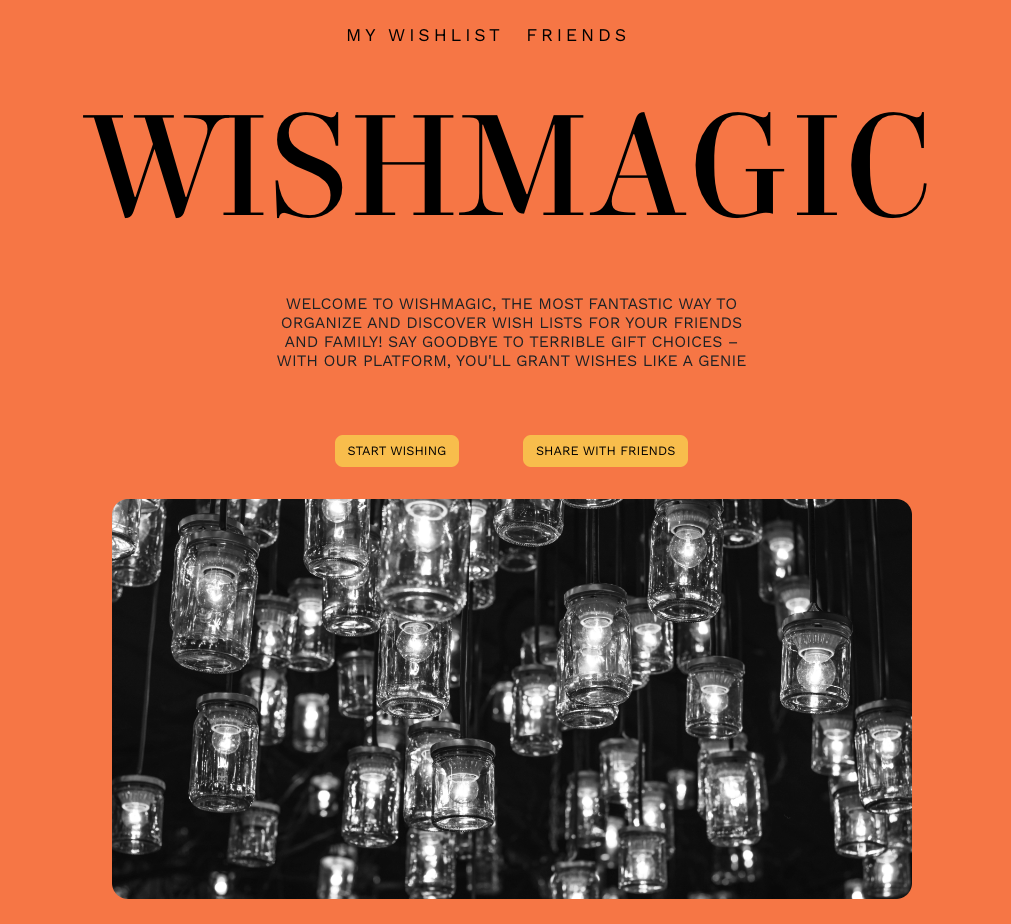 MY WISHLIST FRIENDS
WISHMAGIC
WELCOME TO WISHMAGIC, THE MOST FANTASTIC WAY TO
ORGANIZE AND DISCOVER WISH LISTS FOR YOUR FRIENDS
AND FAMILY! SAY GOODBYE TO TERRIBLE GIFT CHOICES –
WITH OUR PLATFORM, YOU'LL GRANT WISHES LIKE A GENIE
START WISHING SHARE WITH FRIENDS